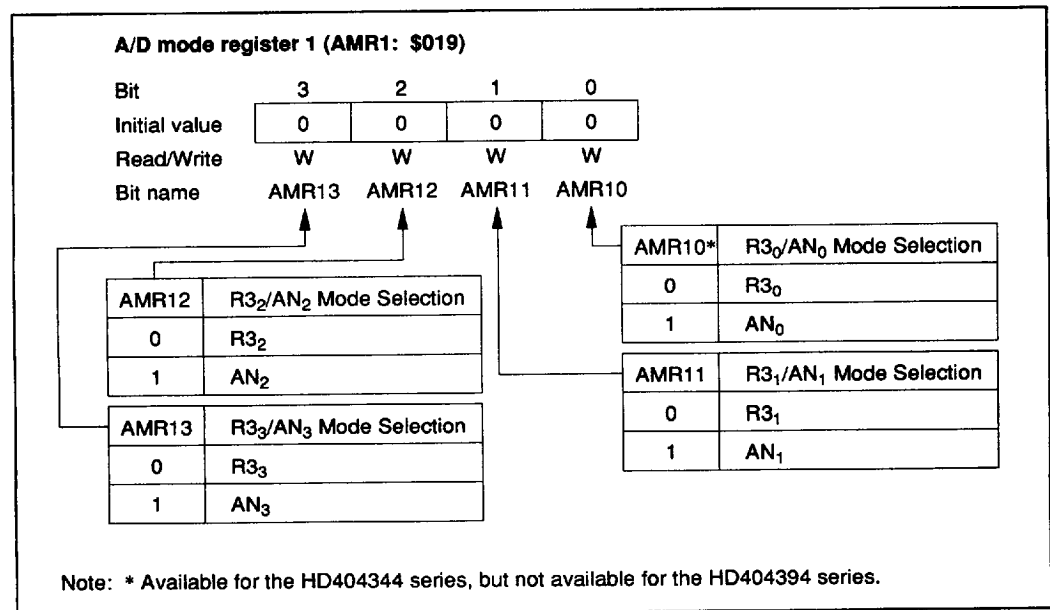 A/D mode register 1 (AMR1: $019)
Bit 3 2 1 0
Initial value 0 0 0 0
Read/Write W W W W
Bit name AMR13 AMR12 AMR11 AMR10
AMR10* R3₀/AN₀ Mode Selection
0 R3₀
1 AN₀
AMR12 R3₂/AN₂ Mode Selection
0 R3₂
1 AN₂
AMR11 R3₁/AN₁ Mode Selection
0 R3₁
1 AN₁
AMR13 R3₃/AN₃ Mode Selection
0 R3₃
1 AN₃
Note: * Available for the HD404344 series, but not available for the HD404394 series.